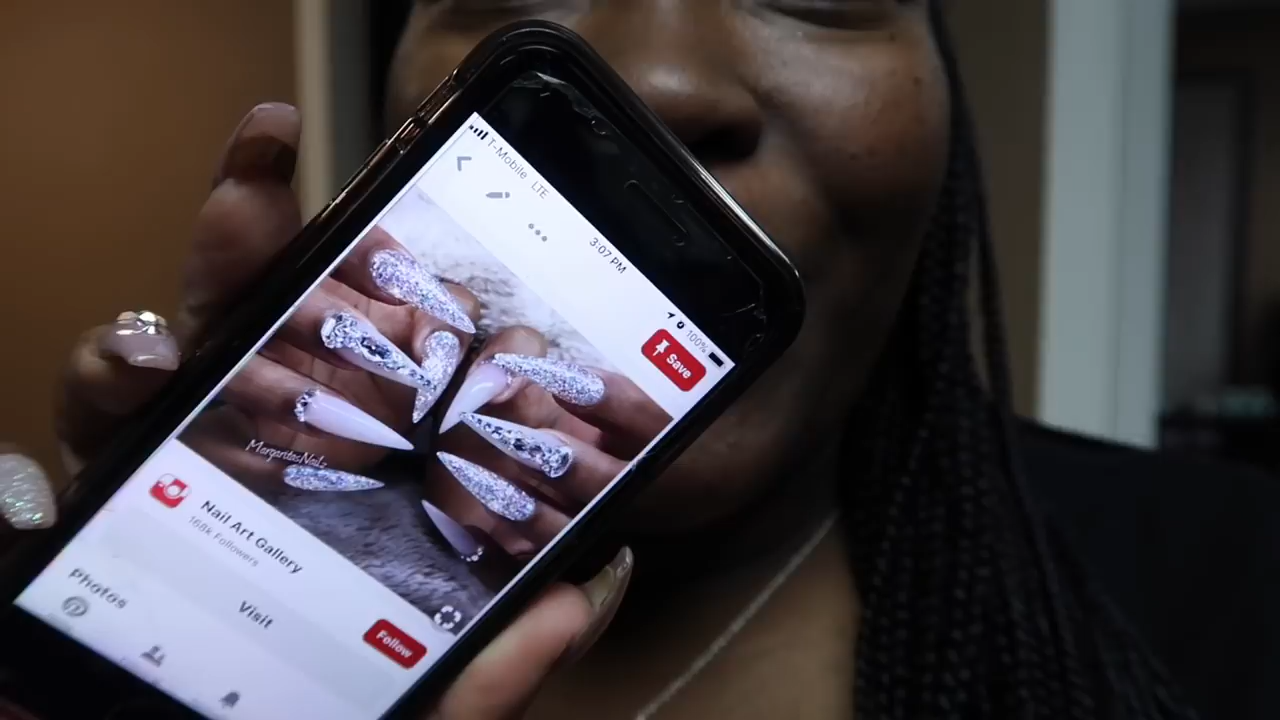 T-Mobile LTE 3:07 PM 100%
Save
MargaritasNailz
Nail Art Gallery
168k Followers
Photos
Visit
Follow